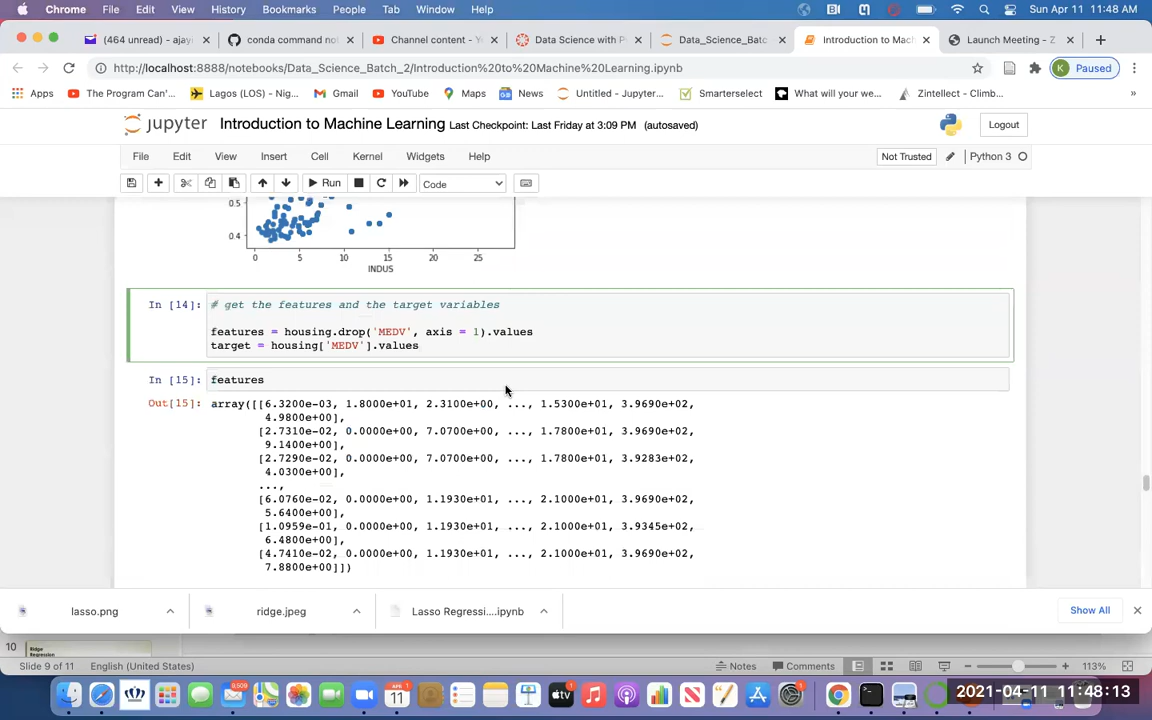 Chrome File Edit View History Bookmarks People Tab Window Help Sun Apr 11 11:48 AM
(464 unread) - ajay conda command no Channel content - Y Data Science with P Data_Science_Batc Introduction to Mach Launch Meeting - Z
http://localhost:8888/notebooks/Data_Science_Batch_2/Introduction%20to%20Machine%20Learning.ipynb K Paused
Apps The Program Can'... Lagos (LOS) - Nig... Gmail YouTube Maps News Untitled - Jupyter... Smarterselect What will your we... Zintellect - Climb... »
jupyter Introduction to Machine Learning Last Checkpoint: Last Friday at 3:09 PM (autosaved) Logout
File Edit View Insert Cell Kernel Widgets Help Not Trusted Python 3
Run Code
0.5
0.4
0 5 10 15 20 25
INDUS
In [14]: # get the features and the target variables
features = housing.drop('MEDV', axis = 1).values
target = housing['MEDV'].values
In [15]: features
Out[15]: array([[6.3200e-03, 1.8000e+01, 2.3100e+00, ..., 1.5300e+01, 3.9690e+02,
4.9800e+00],
[2.7310e-02, 0.0000e+00, 7.0700e+00, ..., 1.7800e+01, 3.9690e+02,
9.1400e+00],
[2.7290e-02, 0.0000e+00, 7.0700e+00, ..., 1.7800e+01, 3.9283e+02,
4.0300e+00],
...,
[6.0760e-02, 0.0000e+00, 1.1930e+01, ..., 2.1000e+01, 3.9690e+02,
5.6400e+00],
[1.0959e-01, 0.0000e+00, 1.1930e+01, ..., 2.1000e+01, 3.9345e+02,
6.4800e+00],
[4.7410e-02, 0.0000e+00, 1.1930e+01, ..., 2.1000e+01, 3.9690e+02,
7.8800e+00]])
lasso.png ridge.jpeg Lasso Regressi....ipynb Show All
10 Ridge
Regression
Slide 9 of 11 English (United States) Notes Comments 113%
8,509 APR 11
2021-04-11 11:48:13